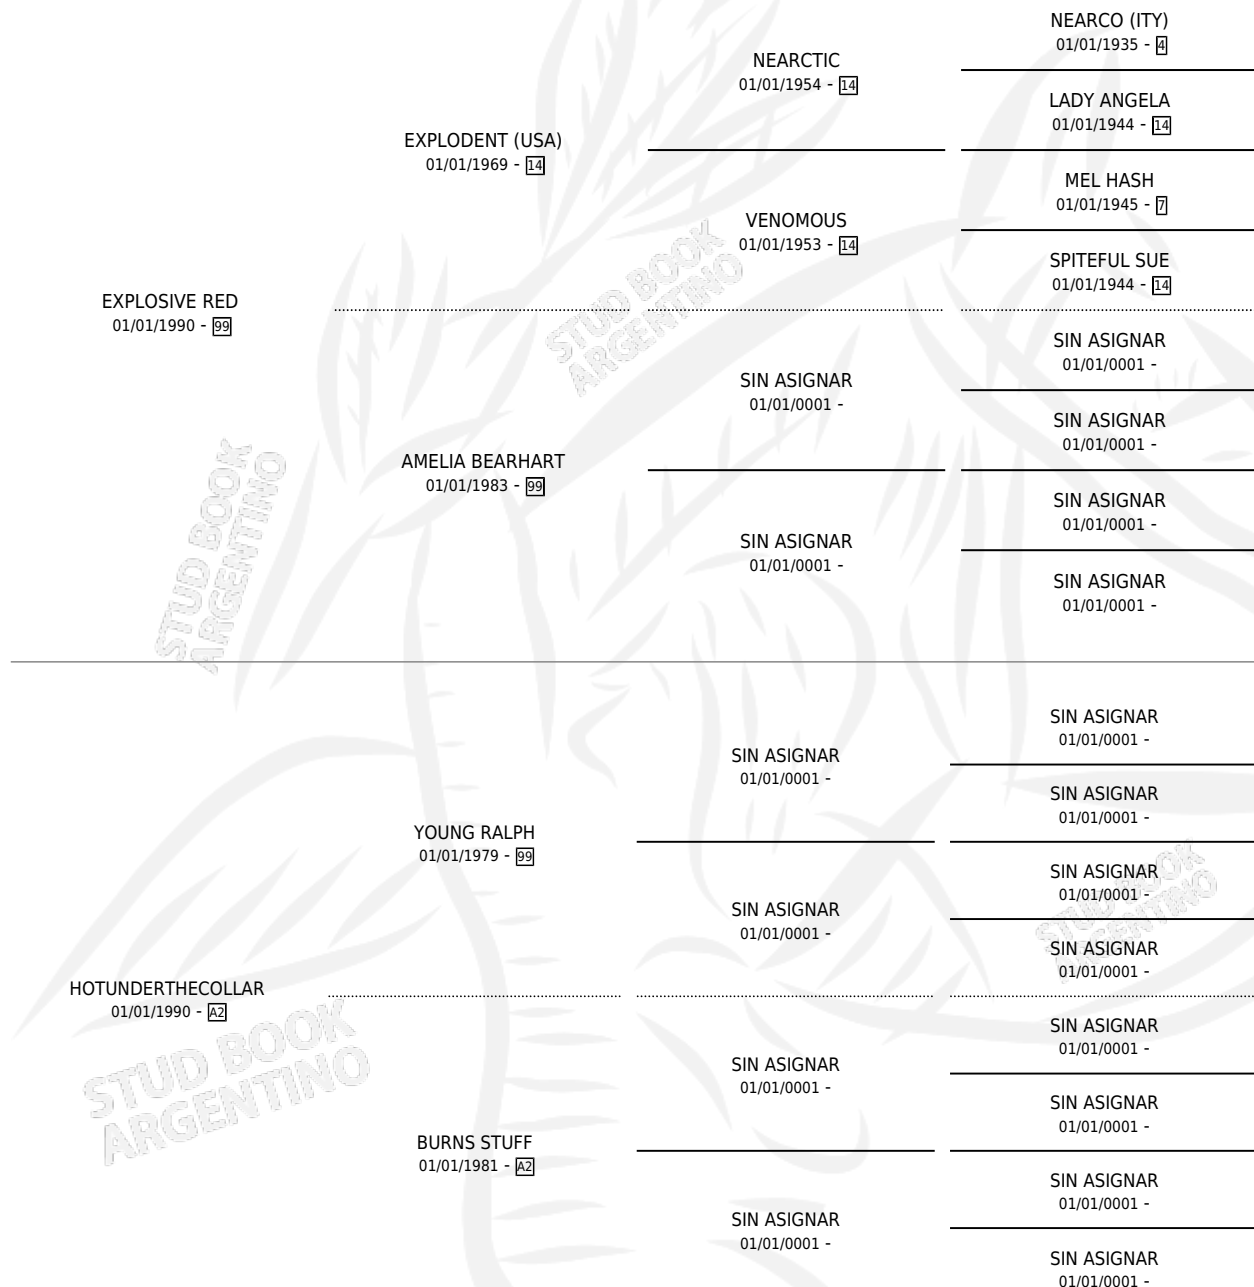 NEARCO (ITY)
01/01/1935 - 4
NEARCTIC
01/01/1954 - 14
LADY ANGELA
01/01/1944 - 14
EXPLODENT (USA)
01/01/1969 - 14
MEL HASH
01/01/1945 - 7
VENOMOUS
01/01/1953 - 14
SPITEFUL SUE
01/01/1944 - 14
STUD BOOK
ARGENTINO
EXPLOSIVE RED
01/01/1990 - 99
SIN ASIGNAR
01/01/0001 -
SIN ASIGNAR
01/01/0001 -
SIN ASIGNAR
01/01/0001 -
AMELIA BEARHART
01/01/1983 - 99
SIN ASIGNAR
01/01/0001 -
SIN ASIGNAR
01/01/0001 -
SIN ASIGNAR
01/01/0001 -
STUD BOOK
ARGENTINO
SIN ASIGNAR
01/01/0001 -
SIN ASIGNAR
01/01/0001 -
SIN ASIGNAR
01/01/0001 -
YOUNG RALPH
01/01/1979 - 99
SIN ASIGNAR
01/01/0001 -
SIN ASIGNAR
01/01/0001 -
SIN ASIGNAR
01/01/0001 -
STUD BOOK
ARGENTINO
HOTUNDERTHECOLLAR
01/01/1990 - A2
SIN ASIGNAR
01/01/0001 -
SIN ASIGNAR
01/01/0001 -
SIN ASIGNAR
01/01/0001 -
STUD BOOK
ARGENTINO
BURNS STUFF
01/01/1981 - A2
SIN ASIGNAR
01/01/0001 -
SIN ASIGNAR
01/01/0001 -
SIN ASIGNAR
01/01/0001 -